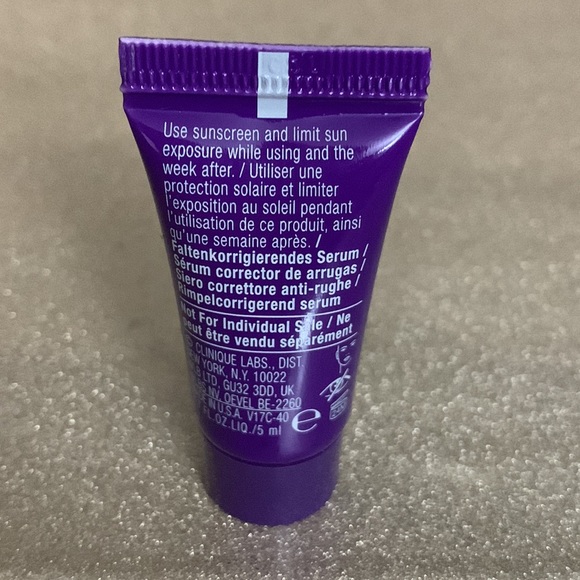 Use sunscreen and limit sun
exposure while using and the
week after. / Utiliser une
protection solaire et limiter
l'exposition au soleil pendant
l'utilisation de ce produit, ainsi
qu'une semaine après. /
Faltenkorrigierendes Serum /
Sérum corrector de arrugas /
Siero correttore anti-rughe /
Rimpelcorrigerend serum
Not For Individual Sale / Ne
peut être vendu séparément
CLINIQUE LABS., DIST.
YORK, N.Y. 10022
LTD, GU32 3DD, UK
NV, OEVEL BE-2260
IN U.S.A. V17C-40
FL.OZ.LIQ./5 ml e